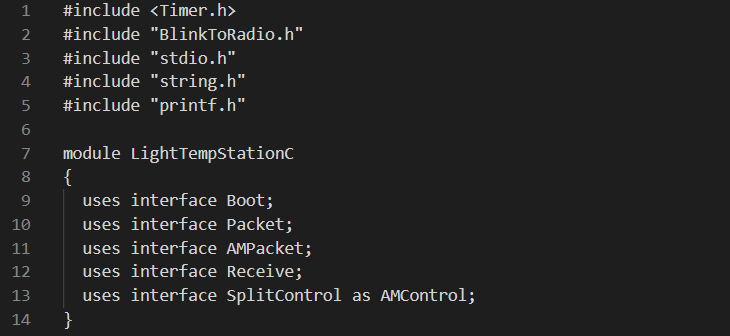 1 #include <Timer.h>
2 #include "BlinkToRadio.h"
3 #include "stdio.h"
4 #include "string.h"
5 #include "printf.h"
6
7 module LightTempStationC
8 {
9 uses interface Boot;
10 uses interface Packet;
11 uses interface AMPacket;
12 uses interface Receive;
13 uses interface SplitControl as AMControl;
14 }